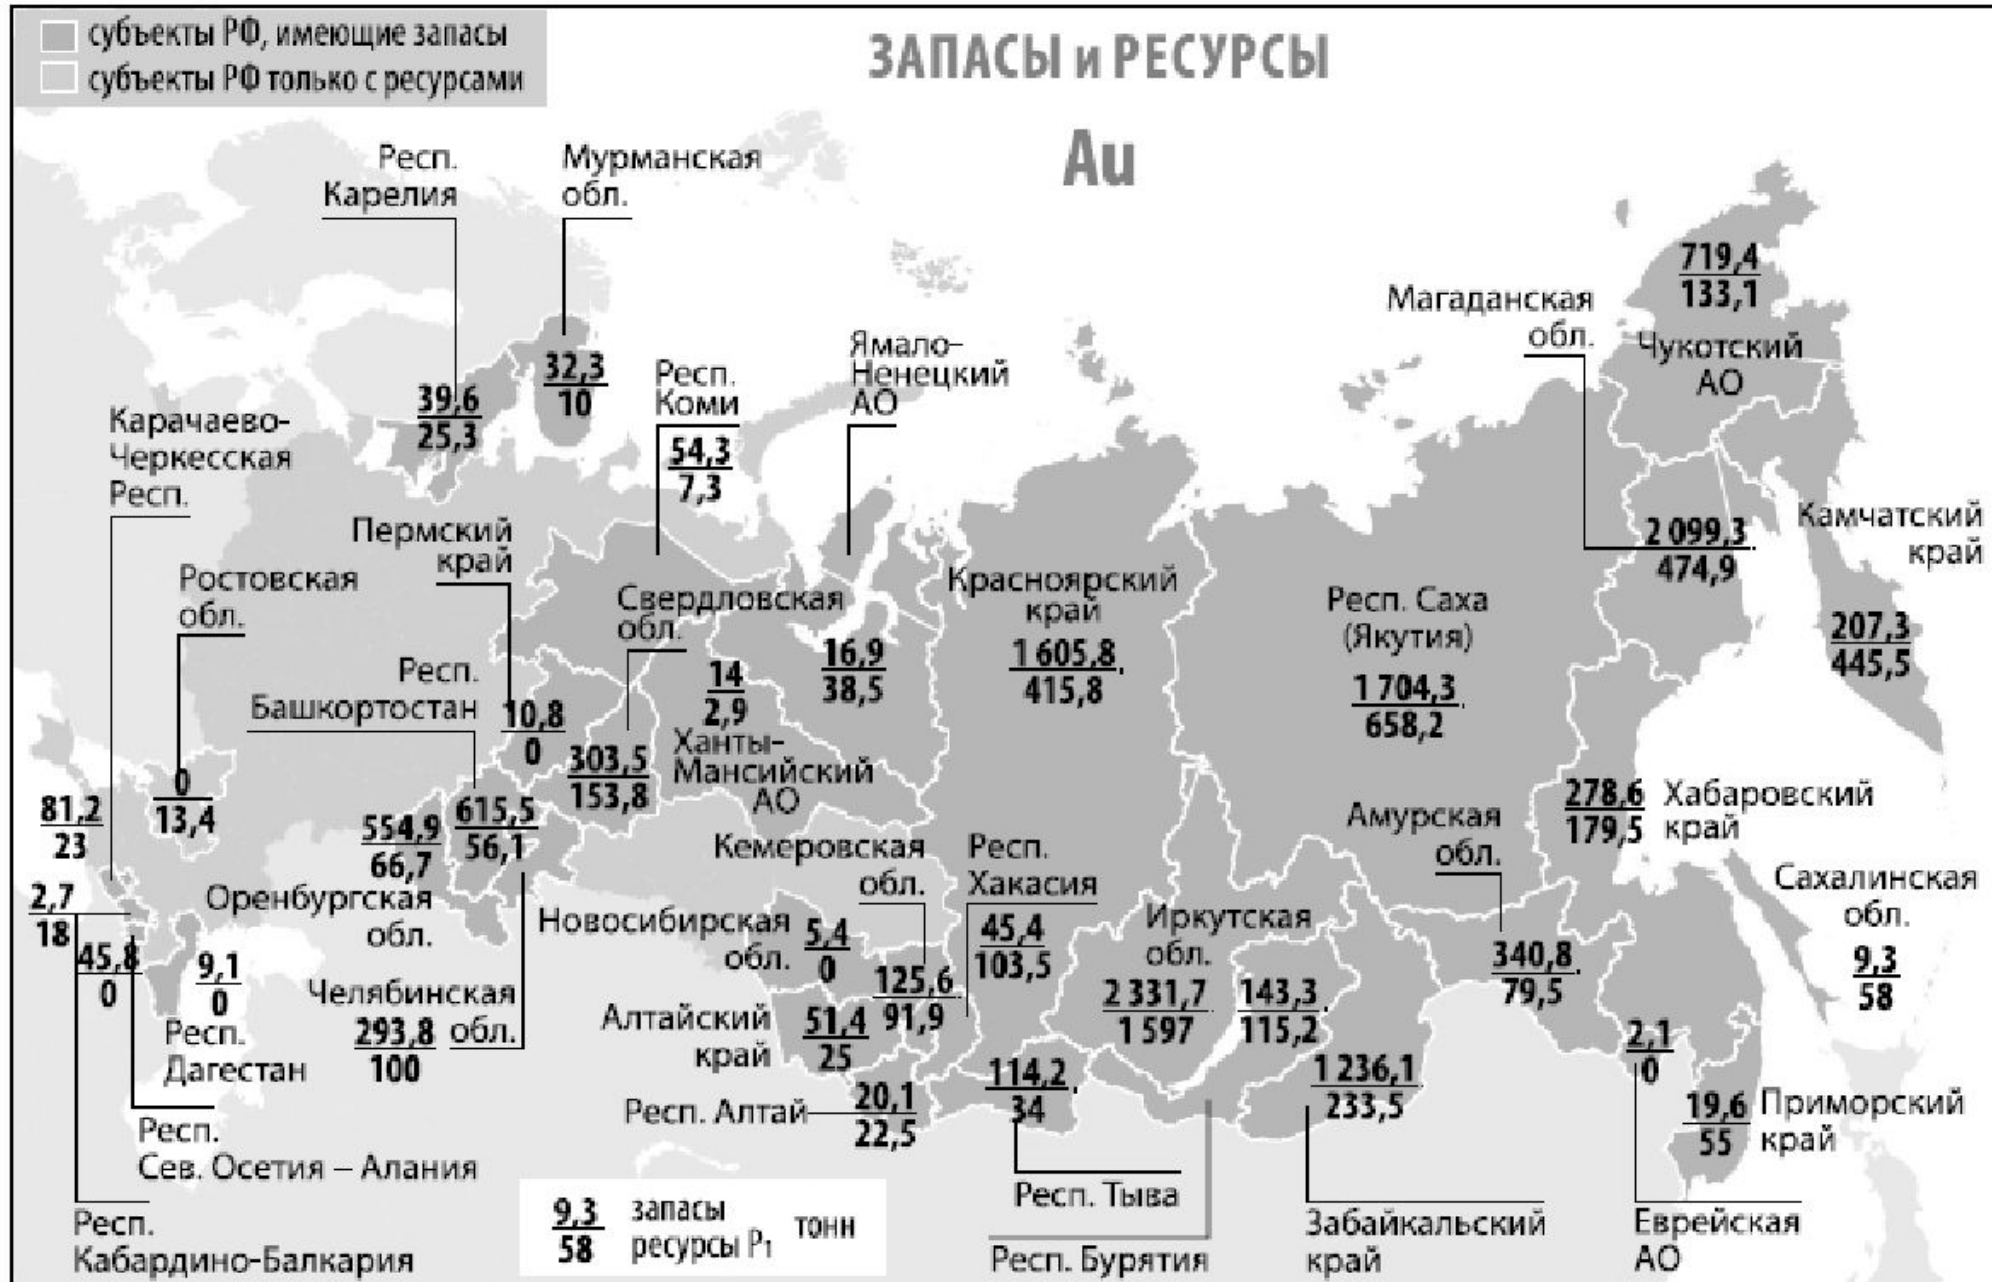 субъекты РФ, имеющие запасы
субъекты РФ только с ресурсами
ЗАПАСЫ и РЕСУРСЫ
Au
Респ.
Карелия
39,6
25,3
Мурманская
обл.
32,3
10
Респ.
Коми
54,3
7,3
Ямало-
Ненецкий
АО
16,9
38,5
Магаданская
обл.
2 099,3
474,9
719,4
133,1
Чукотский
АО
Камчатский
край
207,3
445,5
Карачаево-
Черкесская
Респ.
81,2
23
Ростовская
обл.
0
13,4
Пермский
край
10,8
0
Свердловская
обл.
303,5
153,8
Респ.
Башкортостан
615,5
56,1
14
2,9
Ханты-
Мансийский
АО
Красноярский
край
1 605,8
415,8
Респ. Саха
(Якутия)
1 704,3
658,2
278,6
179,5
Хабаровский
край
Амурская
обл.
340,8
79,5
Сахалинская
обл.
9,3
58
554,9
66,7
Оренбургская
обл.
Челябинская
обл.
293,8
100
Кемеровская
обл.
125,6
91,9
Респ.
Хакасия
45,4
103,5
Новосибирская
обл.
5,4
0
Алтайский
край
51,4
25
Респ. Алтай
20,1
22,5
Иркутская
обл.
2 331,7
1 597
143,3
115,2
114,2
34
Респ. Тыва
Респ. Бурятия
1 236,1
233,5
Забайкальский
край
2,1
0
Еврейская
АО
19,6
55
Приморский
край
2,7
18
45,8
0
9,1
0
Респ.
Дагестан
Респ.
Сев. Осетия – Алания
Респ.
Кабардино-Балкария
9,3
58
запасы
ресурсы P₁
тонн